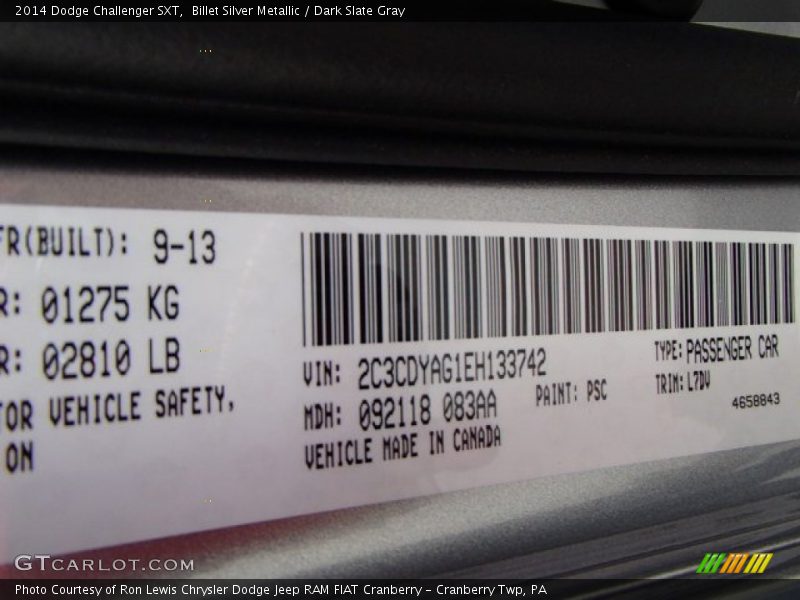 2014 Dodge Challenger SXT,  Billet Silver Metallic / Dark Slate Gray
FR(BUILT): 9-13
R: 01275 KG
R: 02810 LB
TOR VEHICLE SAFETY,
ON
VIN: 2C3CDYAG1EH133742
TYPE: PASSENGER CAR
MDH: 092118 083AA
PAINT: PSC
TRIM: L7DV
VEHICLE MADE IN CANADA
4658843
GTCARLOT.COM
Photo Courtesy of Ron Lewis Chrysler Dodge Jeep RAM FIAT Cranberry – Cranberry Twp, PA